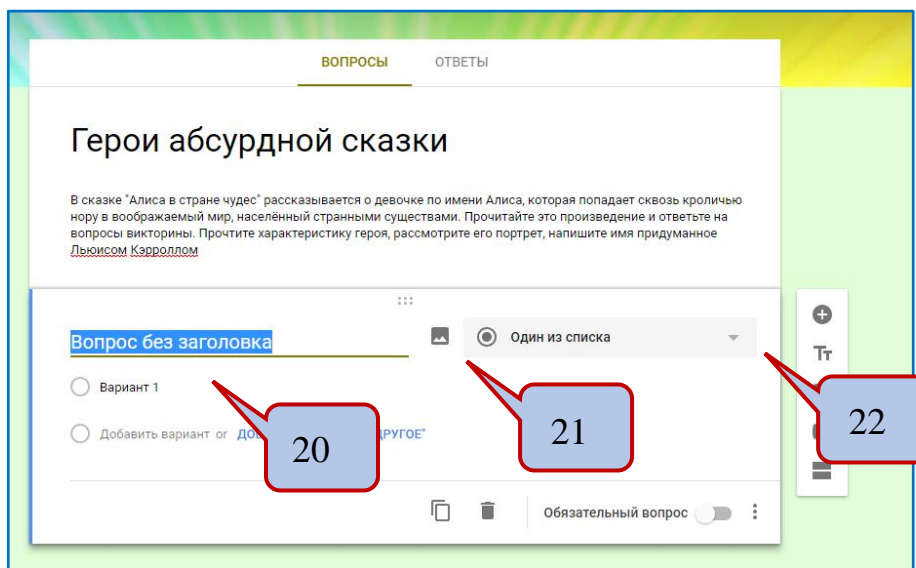 ВОПРОСЫ ОТВЕТЫ
Герои абсурдной сказки
В сказке "Алиса в стране чудес" рассказывается о девочке по имени Алиса, которая попадает сквозь кроличью
нору в воображаемый мир, населённый странными существами. Прочитайте это произведение и ответьте на
вопросы викторины. Прочтите характеристику героя, рассмотрите его портрет, напишите имя придуманное
Льюисом Кэрроллом
Вопрос без заголовка
Один из списка
Tт
Вариант 1
Добавить вариант or
20
21
22
Обязательный вопрос